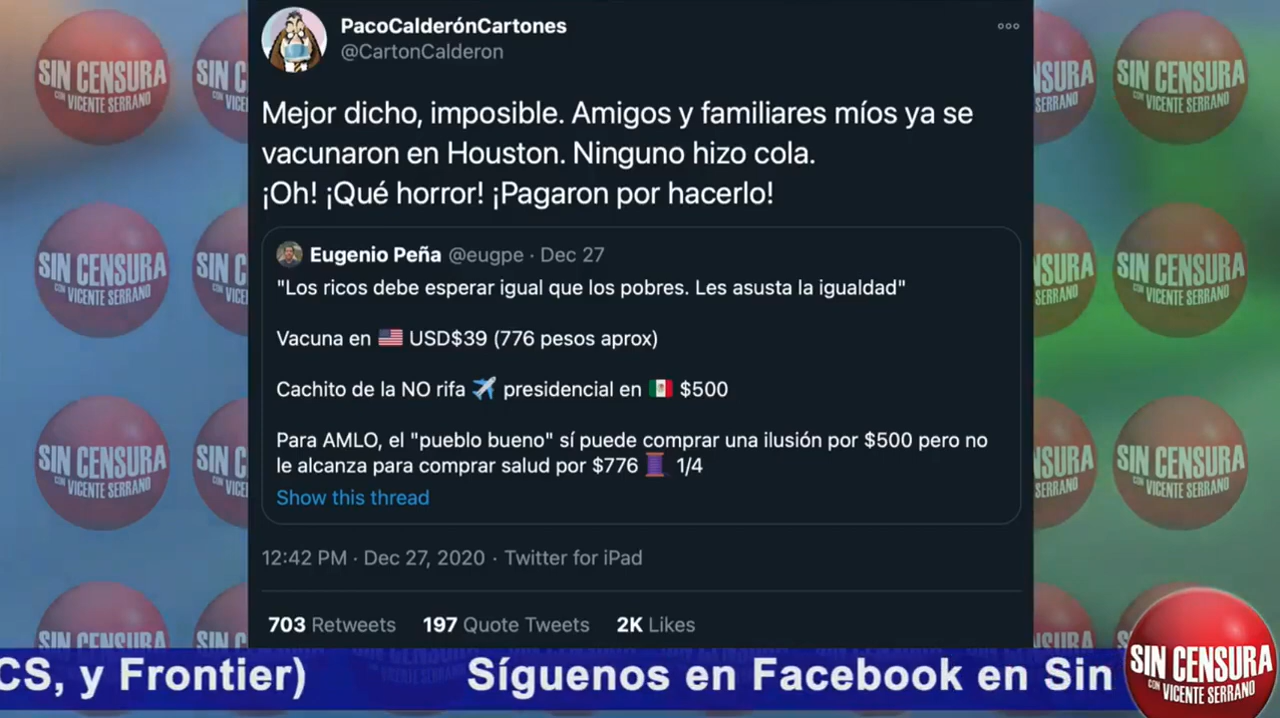 PacoCalderónCartones
@CartonCalderon
Mejor dicho, imposible. Amigos y familiares míos ya se
vacunaron en Houston. Ninguno hizo cola.
¡Oh! ¡Qué horror! ¡Pagaron por hacerlo!
Eugenio Peña @eugpe · Dec 27
"Los ricos debe esperar igual que los pobres. Les asusta la igualdad"
Vacuna en 🇺🇸 USD$39 (776 pesos aprox)
Cachito de la NO rifa ✈️ presidencial en 🇲🇽 $500
Para AMLO, el "pueblo bueno" sí puede comprar una ilusión por $500 pero no
le alcanza para comprar salud por $776 🧵 1/4
Show this thread
12:42 PM · Dec 27, 2020 · Twitter for iPad
703 Retweets 197 Quote Tweets 2K Likes
CS, y Frontier) Síguenos en Facebook en Sin
SIN CENSURA
CON VICENTE SERRANO